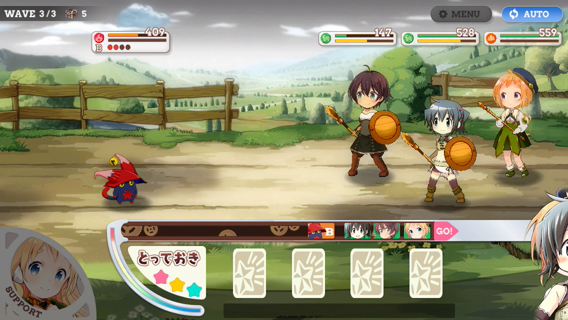 WAVE 3/3 5
MENU
AUTO
409
B
147
528
559
B
GO!
とっておき
SUPPORT